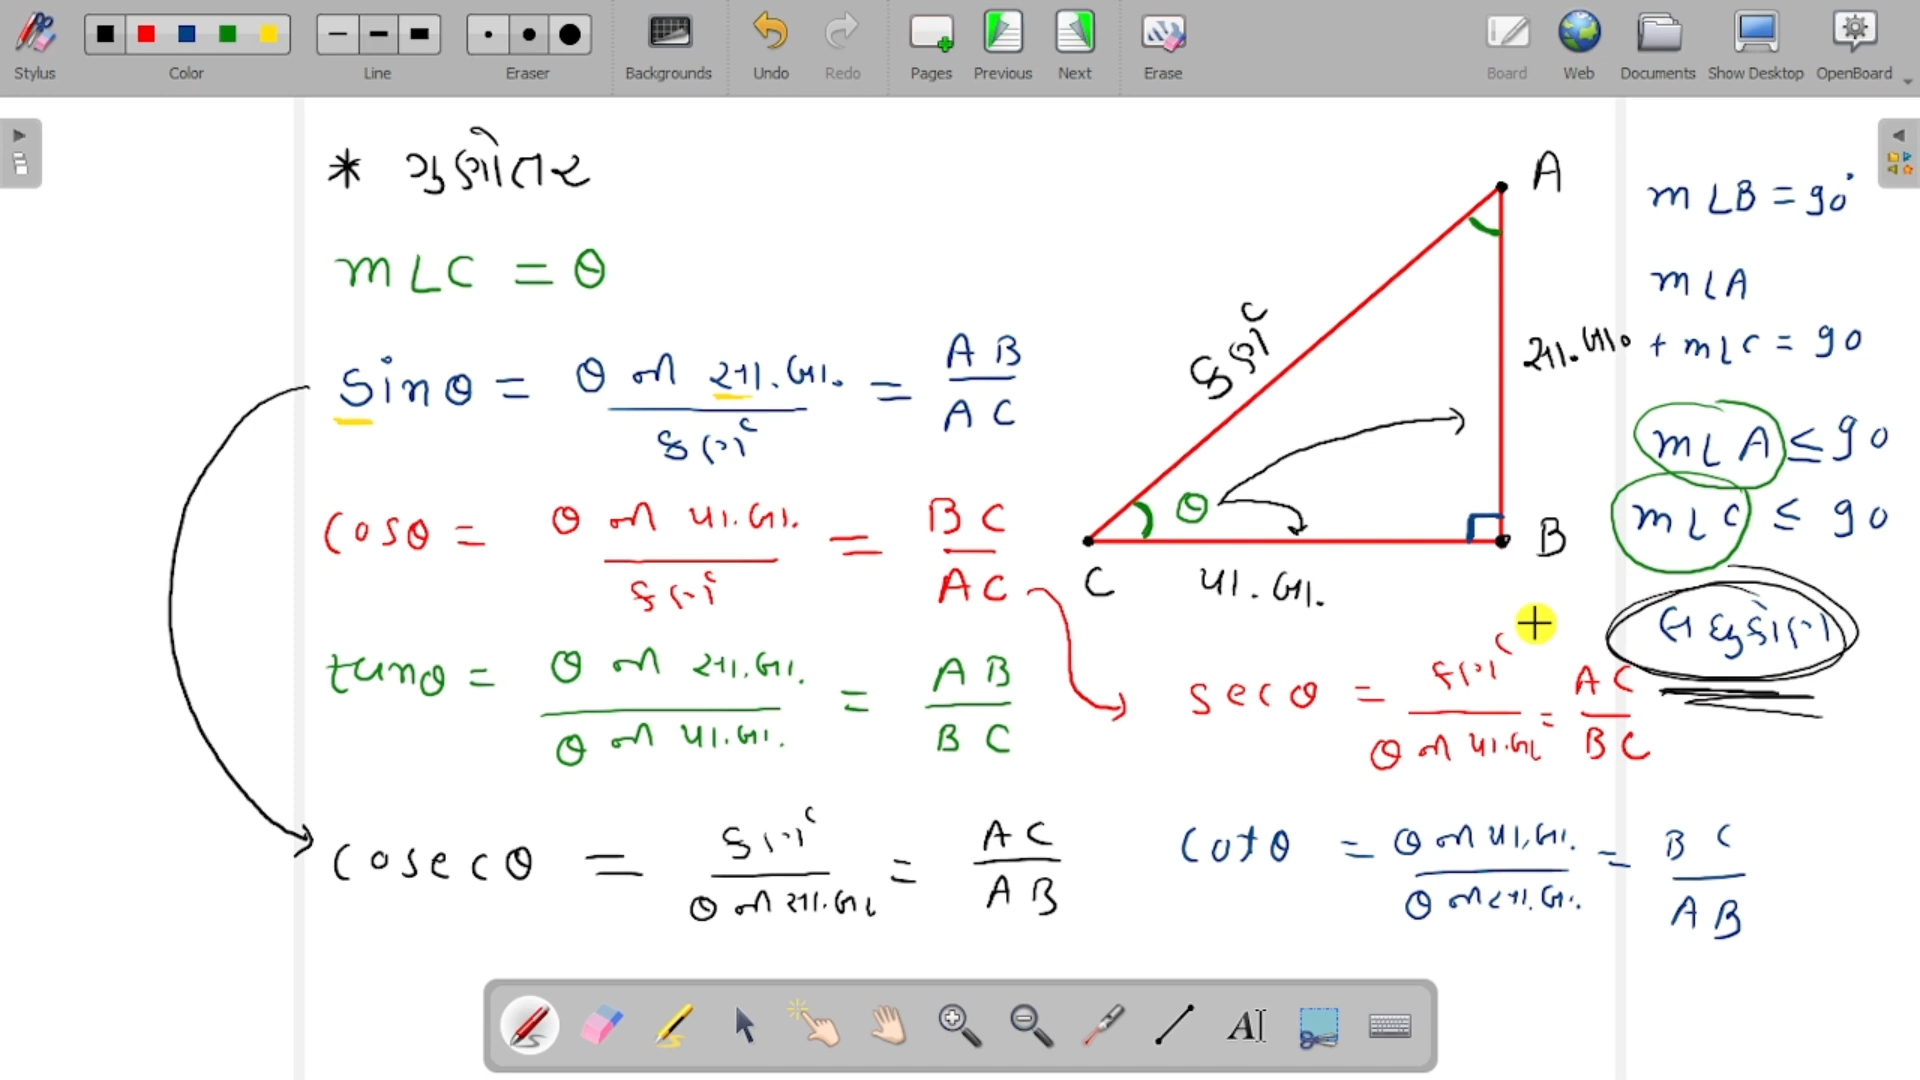 Stylus
Color
Line
Eraser
Backgrounds
Undo
Redo
Pages
Previous
Next
Erase
Board
Web
Documents
Show Desktop
OpenBoard
* ગુણોતર
m∠C = θ
sinθ = θ ની સા.બા. / કર્ણ = AB / AC
cosθ = θ ની પા.બા. / કર્ણ = BC / AC
tanθ = θ ની સા.બા. / θ ની પા.બા. = AB / BC
cosecθ = કર્ણ / θ ની સા.બા. = AC / AB
secθ = કર્ણ / θ ની પા.બા. = AC / BC
cotθ = θ ની પા.બા. / θ ની સા.બા. = BC / AB
A
કર્ણ
સા.બા.
θ
C
B
પા.બા.
m∠B = 90°
m∠A
+ m∠C = 90
m∠A ≤ 90
m∠C ≤ 90
લઘુકોણ
AI